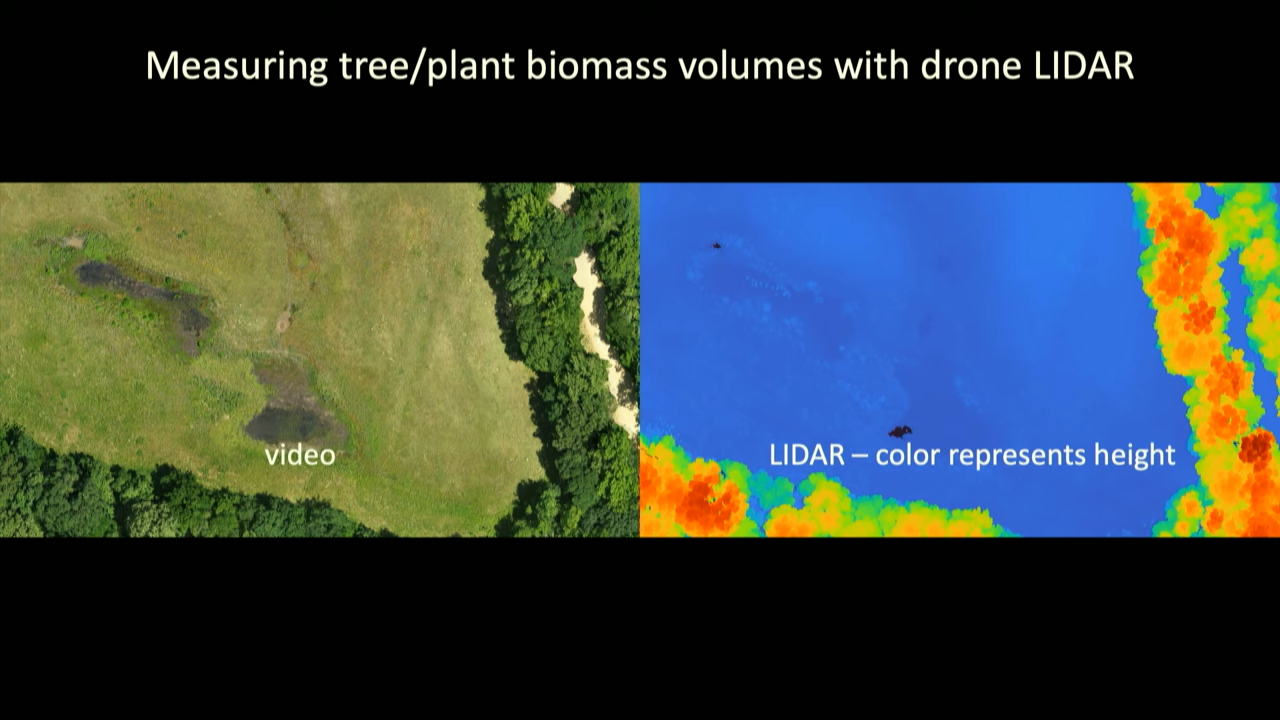 Measuring tree/plant biomass volumes with drone LIDAR
video
LIDAR – color represents height